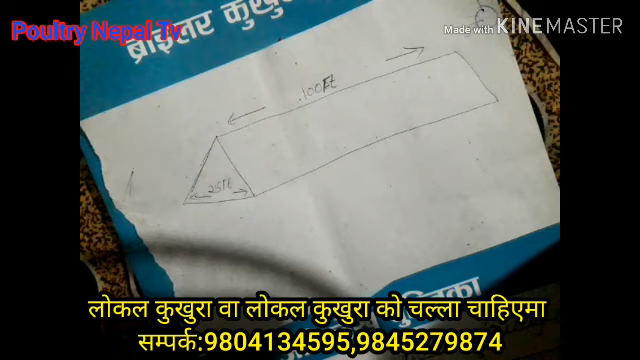 Poultry Nepal Tv
Made with KINEMASTER
ब्राइलर कुखुरा
100Ft
25ft
लोकल कुखुरा वा लोकल कुखुरा को चल्ला चाहिएमा
सम्पर्क:9804134595,9845279874